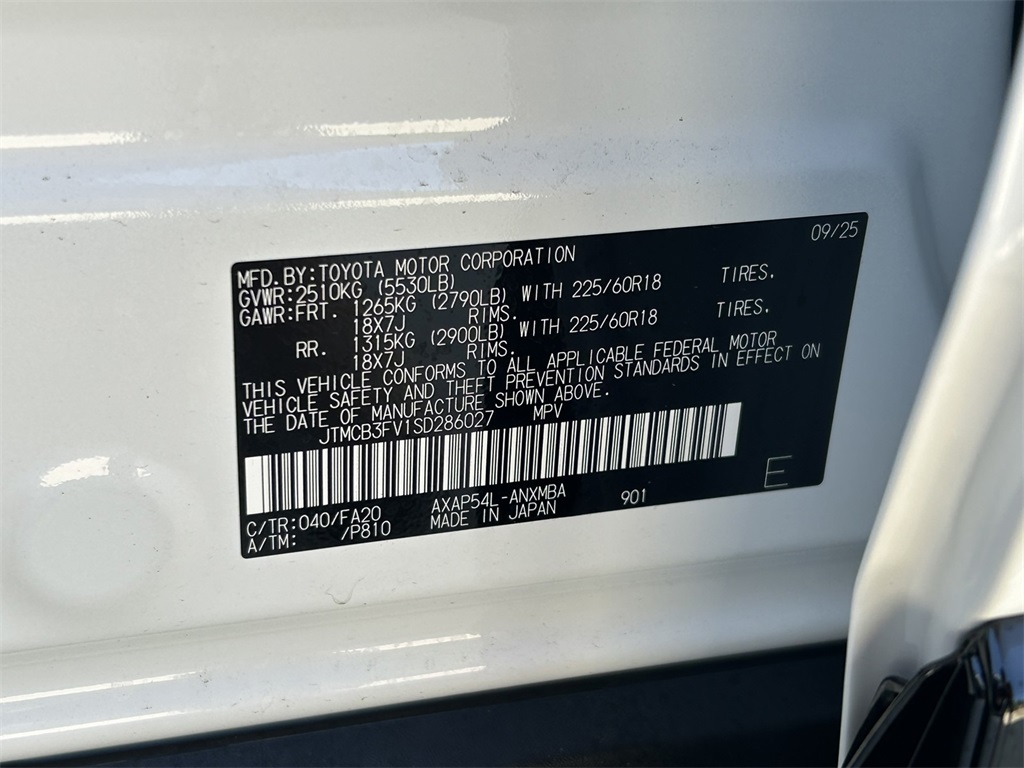 09/25
MFD.BY:TOYOTA MOTOR CORPORATION
GVWR:2510KG (5530LB)
GAWR:FRT. 1265KG (2790LB) WITH 225/60R18 TIRES.
18X7J RIMS.
RR. 1315KG (2900LB) WITH 225/60R18 TIRES.
18X7J RIMS.
THIS VEHICLE CONFORMS TO ALL APPLICABLE FEDERAL MOTOR
VEHICLE SAFETY AND THEFT PREVENTION STANDARDS IN EFFECT ON
THE DATE OF MANUFACTURE SHOWN ABOVE.
JTMCB3FV1SD286027 MPV
E
C/TR:040/FA20 AXAP54L-ANXMBA 901
A/TM: /P810 MADE IN JAPAN